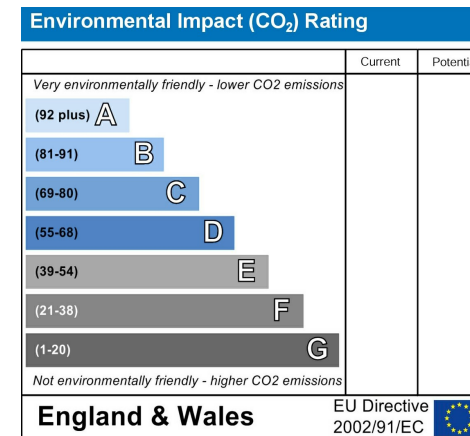 Environmental Impact (CO₂) Rating
Current Potenti
Very environmentally friendly - lower CO2 emissions
(92 plus) A
(81-91) B
(69-80) C
(55-68) D
(39-54) E
(21-38) F
(1-20) G
Not environmentally friendly - higher CO2 emissions
England & Wales
EU Directive
2002/91/EC